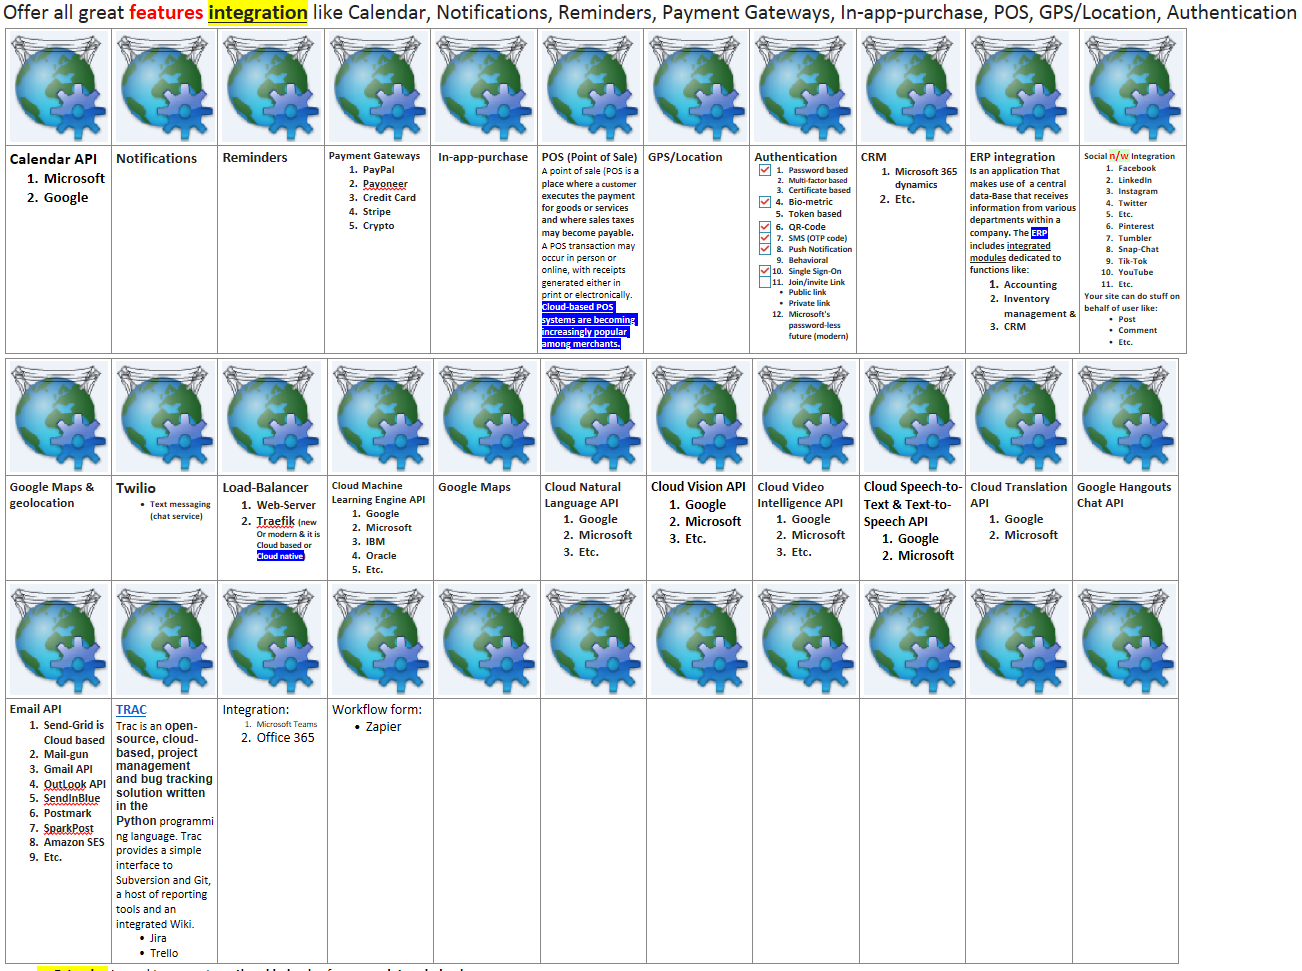 Offer all great features integration like Calendar, Notifications, Reminders, Payment Gateways, In-app-purchase, POS, GPS/Location, Authentication
Calendar API
1. Microsoft
2. Google
Notifications
Reminders
Payment Gateways
1. PayPal
2. Payoneer
3. Credit Card
4. Stripe
5. Crypto
In-app-purchase
POS (Point of Sale)
A point of sale (POS is a
place where a customer
executes the payment
for goods or services
and where sales taxes
may become payable.
A POS transaction may
occur in person or
online, with receipts
generated either in
print or electronically.
Cloud-based POS
systems are becoming
increasingly popular
among merchants.
GPS/Location
Authentication
1. Password based
2. Multi-factor based
3. Certificate based
4. Bio-metric
5. Token based
6. QR-Code
7. SMS (OTP code)
8. Push Notification
9. Behavioral
10. Single Sign-On
11. Join/invite Link
• Public link
• Private link
12. Microsoft's
password-less
future (modern)
CRM
1. Microsoft 365
dynamics
2. Etc.
ERP integration
Is an application That
makes use of a central
data-Base that receives
information from various
departments within a
company. The ERP
includes integrated
modules dedicated to
functions like:
1. Accounting
2. Inventory
management &
3. CRM
Social n/w Integration
1. Facebook
2. LinkedIn
3. Instagram
4. Twitter
5. Etc.
6. Pinterest
7. Tumbler
8. Snap-Chat
9. Tik-Tok
10. YouTube
11. Etc.
Your site can do stuff on
behalf of user like:
• Post
• Comment
• Etc.
Google Maps &
geolocation
Twilio
• Text messaging
(chat service)
Load-Balancer
1. Web-Server
2. Traefik (new
Or modern & it is
Cloud based or
Cloud native)
Cloud Machine
Learning Engine API
1. Google
2. Microsoft
3. IBM
4. Oracle
5. Etc.
Google Maps
Cloud Natural
Language API
1. Google
2. Microsoft
3. Etc.
Cloud Vision API
1. Google
2. Microsoft
3. Etc.
Cloud Video
Intelligence API
1. Google
2. Microsoft
3. Etc.
Cloud Speech-to-
Text & Text-to-
Speech API
1. Google
2. Microsoft
Cloud Translation
API
1. Google
2. Microsoft
Google Hangouts
Chat API
Email API
1. Send-Grid is
Cloud based
2. Mail-gun
3. Gmail API
4. OutLook API
5. SendInBlue
6. Postmark
7. SparkPost
8. Amazon SES
9. Etc.
TRAC
Trac is an open-
source, cloud-
based, project
management
and bug tracking
solution written
in the
Python programmi
ng language. Trac
provides a simple
interface to
Subversion and Git,
a host of reporting
tools and an
integrated Wiki.
• Jira
• Trello
Integration:
1. Microsoft Teams
2. Office 365
Workflow form:
• Zapier